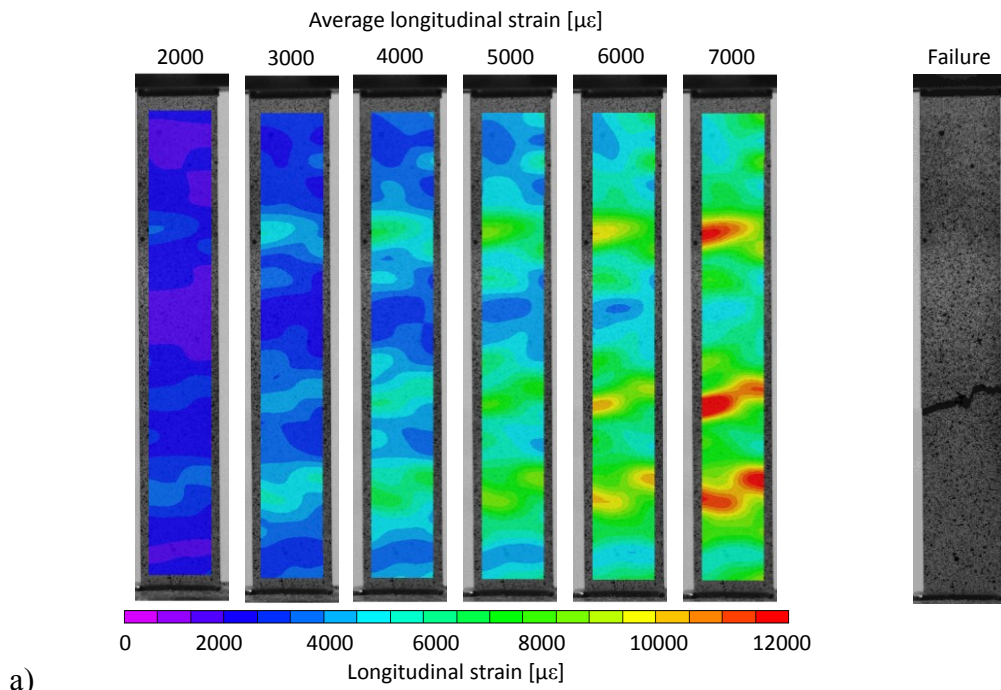 Average longitudinal strain [με]
2000 3000 4000 5000 6000 7000 Failure
0 2000 4000 6000 8000 10000 12000
Longitudinal strain [με]
a)